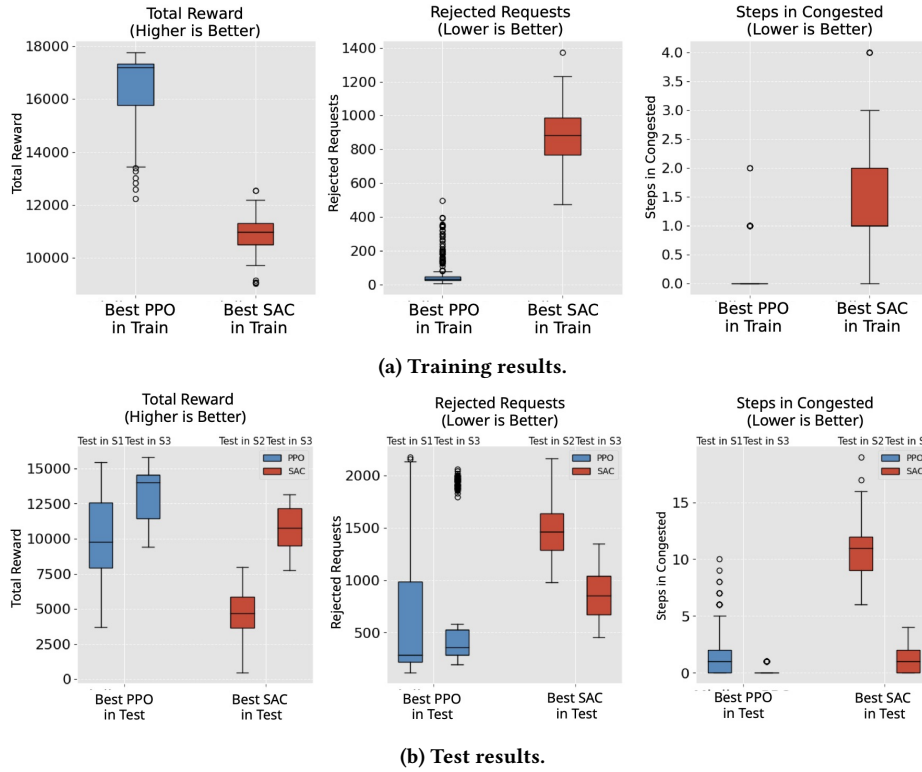 Total Reward
(Higher is Better)
Rejected Requests
(Lower is Better)
Steps in Congested
(Lower is Better)
18000
16000
14000
12000
10000
Total Reward
Best PPO
in Train
Best SAC
in Train
1400
1200
1000
800
600
400
200
0
Rejected Requests
Best PPO
in Train
Best SAC
in Train
4.0
3.5
3.0
2.5
2.0
1.5
1.0
0.5
0.0
Steps in Congested
Best PPO
in Train
Best SAC
in Train
(a) Training results.
Total Reward
(Higher is Better)
Test in S1 Test in S3
Test in S2 Test in S3
PPO
SAC
15000
12500
10000
7500
5000
2500
0
Total Reward
Best PPO
in Test
Best SAC
in Test
Rejected Requests
(Lower is Better)
Test in S1 Test in S3
Test in S2 Test in S3
PPO
SAC
2000
1500
1000
500
Rejected Requests
Best PPO
in Test
Best SAC
in Test
Steps in Congested
(Lower is Better)
Test in S1 Test in S3
Test in S2 Test in S
PPO
SAC
15
10
5
0
Steps in Congested
Best PPO
in Test
Best SAC
in Test
(b) Test results.